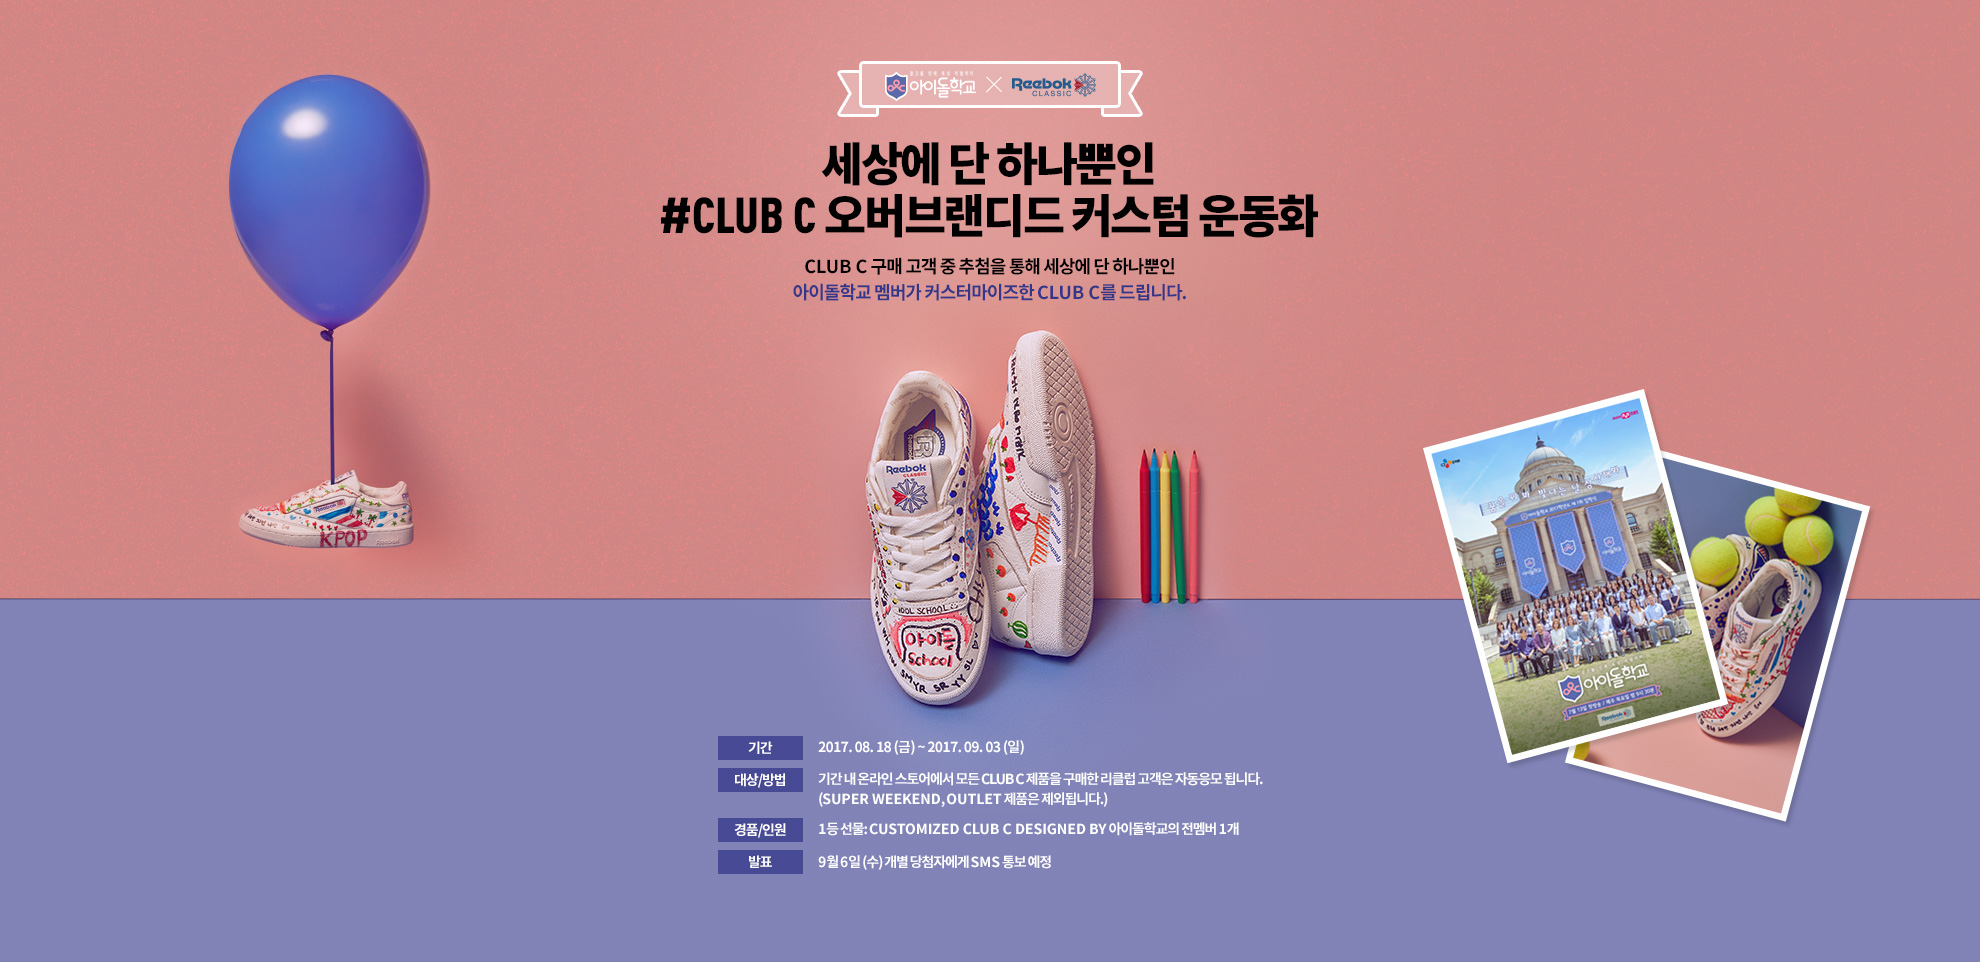 아이돌학교 × Reebok
CLASSIC
세상에 단 하나뿐인
#CLUB C 오버브랜디드 커스텀 운동화
CLUB C 구매 고객 중 추첨을 통해 세상에 단 하나뿐인
아이돌학교 멤버가 커스터마이즈한 CLUB C를 드립니다.
KPOP
Reebok
CLASSIC
IDOL SCHOOL
아이돌
School
SM YR SR YY SL
아이돌학교
기간 2017. 08. 18 (금) ~ 2017. 09. 03 (일)
대상/방법 기간 내 온라인 스토어에서 모든 CLUB C 제품을 구매한 리클럽 고객은 자동응모 됩니다.
(SUPER WEEKEND, OUTLET 제품은 제외됩니다.)
경품/인원 1등 선물: CUSTOMIZED CLUB C DESIGNED BY 아이돌학교의 전멤버 1개
발표 9월 6일 (수) 개별 당첨자에게 SMS 통보 예정